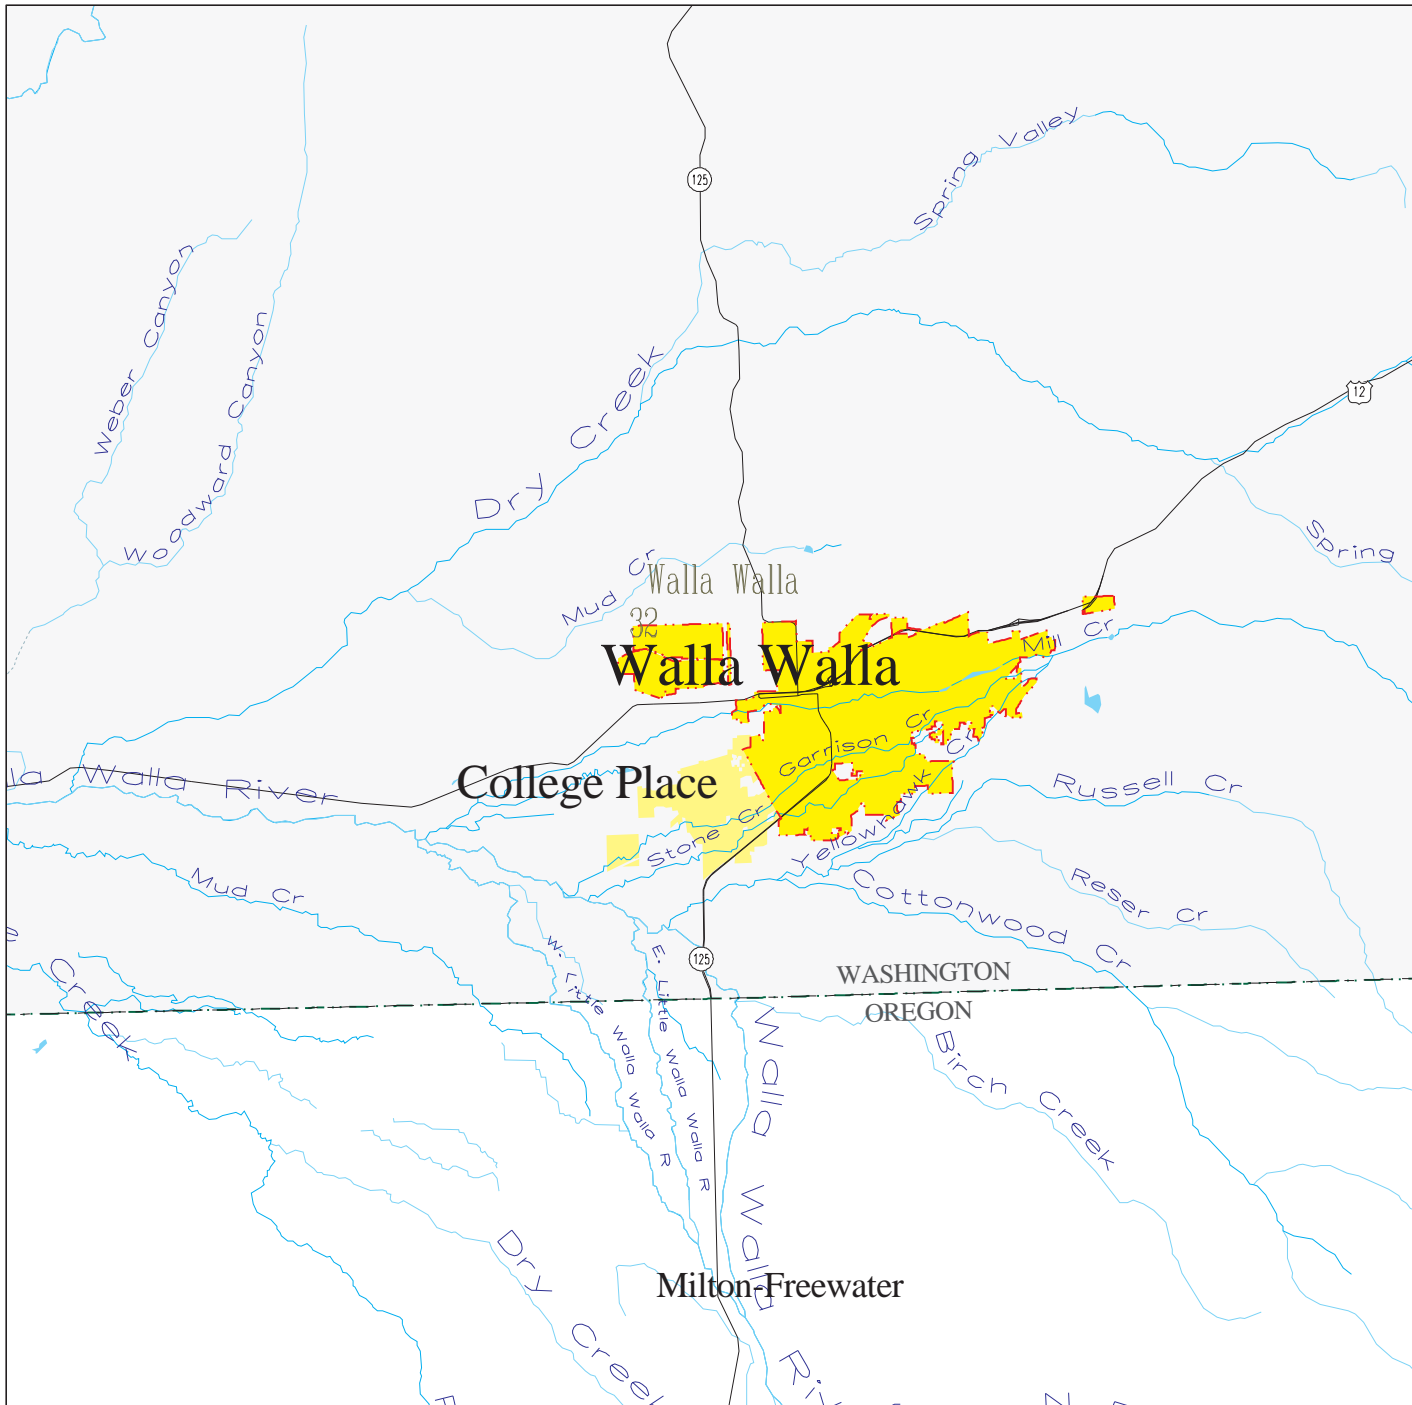 125
Spring Valley
Weber Canyon
Woodward Canyon
Dry Creek
12
Spring
Mud Cr
Walla Walla
32
Walla Walla
Mill Cr
Garrison Cr
la Walla River
College Place
Russell Cr
Stone Cr
Yellowhawk Cr
Mud Cr
Cottonwood Cr
Reser Cr
e Creek
W. Little Walla Walla R
E. Little Walla Walla R
125
WASHINGTON
OREGON
Walla Walla Riv
Birch Creek
Dry Creek
Milton-Freewater